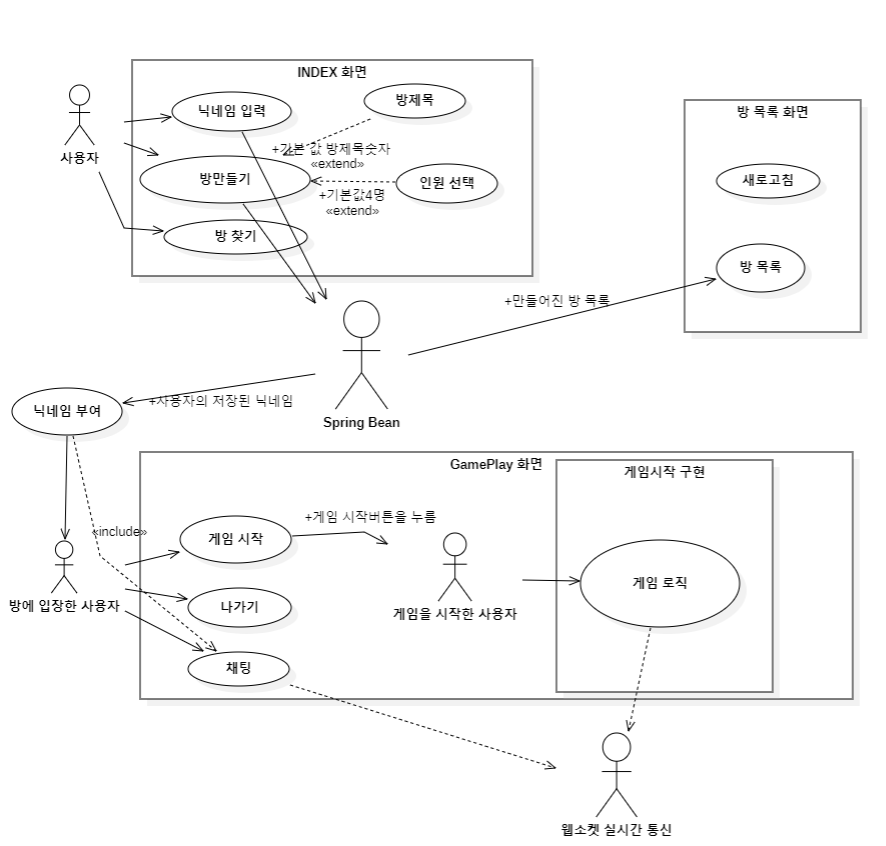 INDEX 화면
방 목록 화면
닉네임 입력
방제목
사용자
+기본 값 방제목숫자
«extend»
방만들기
인원 선택
새로고침
+기본값4명
«extend»
방 찾기
방 목록
+만들어진 방 목록
+사용자의 저장된 닉네임
닉네임 부여
Spring Bean
GamePlay 화면
게임시작 구현
+게임 시작버튼을 누름
«include»
게임 시작
게임 로직
방에 입장한 사용자
나가기
게임을 시작한 사용자
채팅
웹소켓 실시간 통신